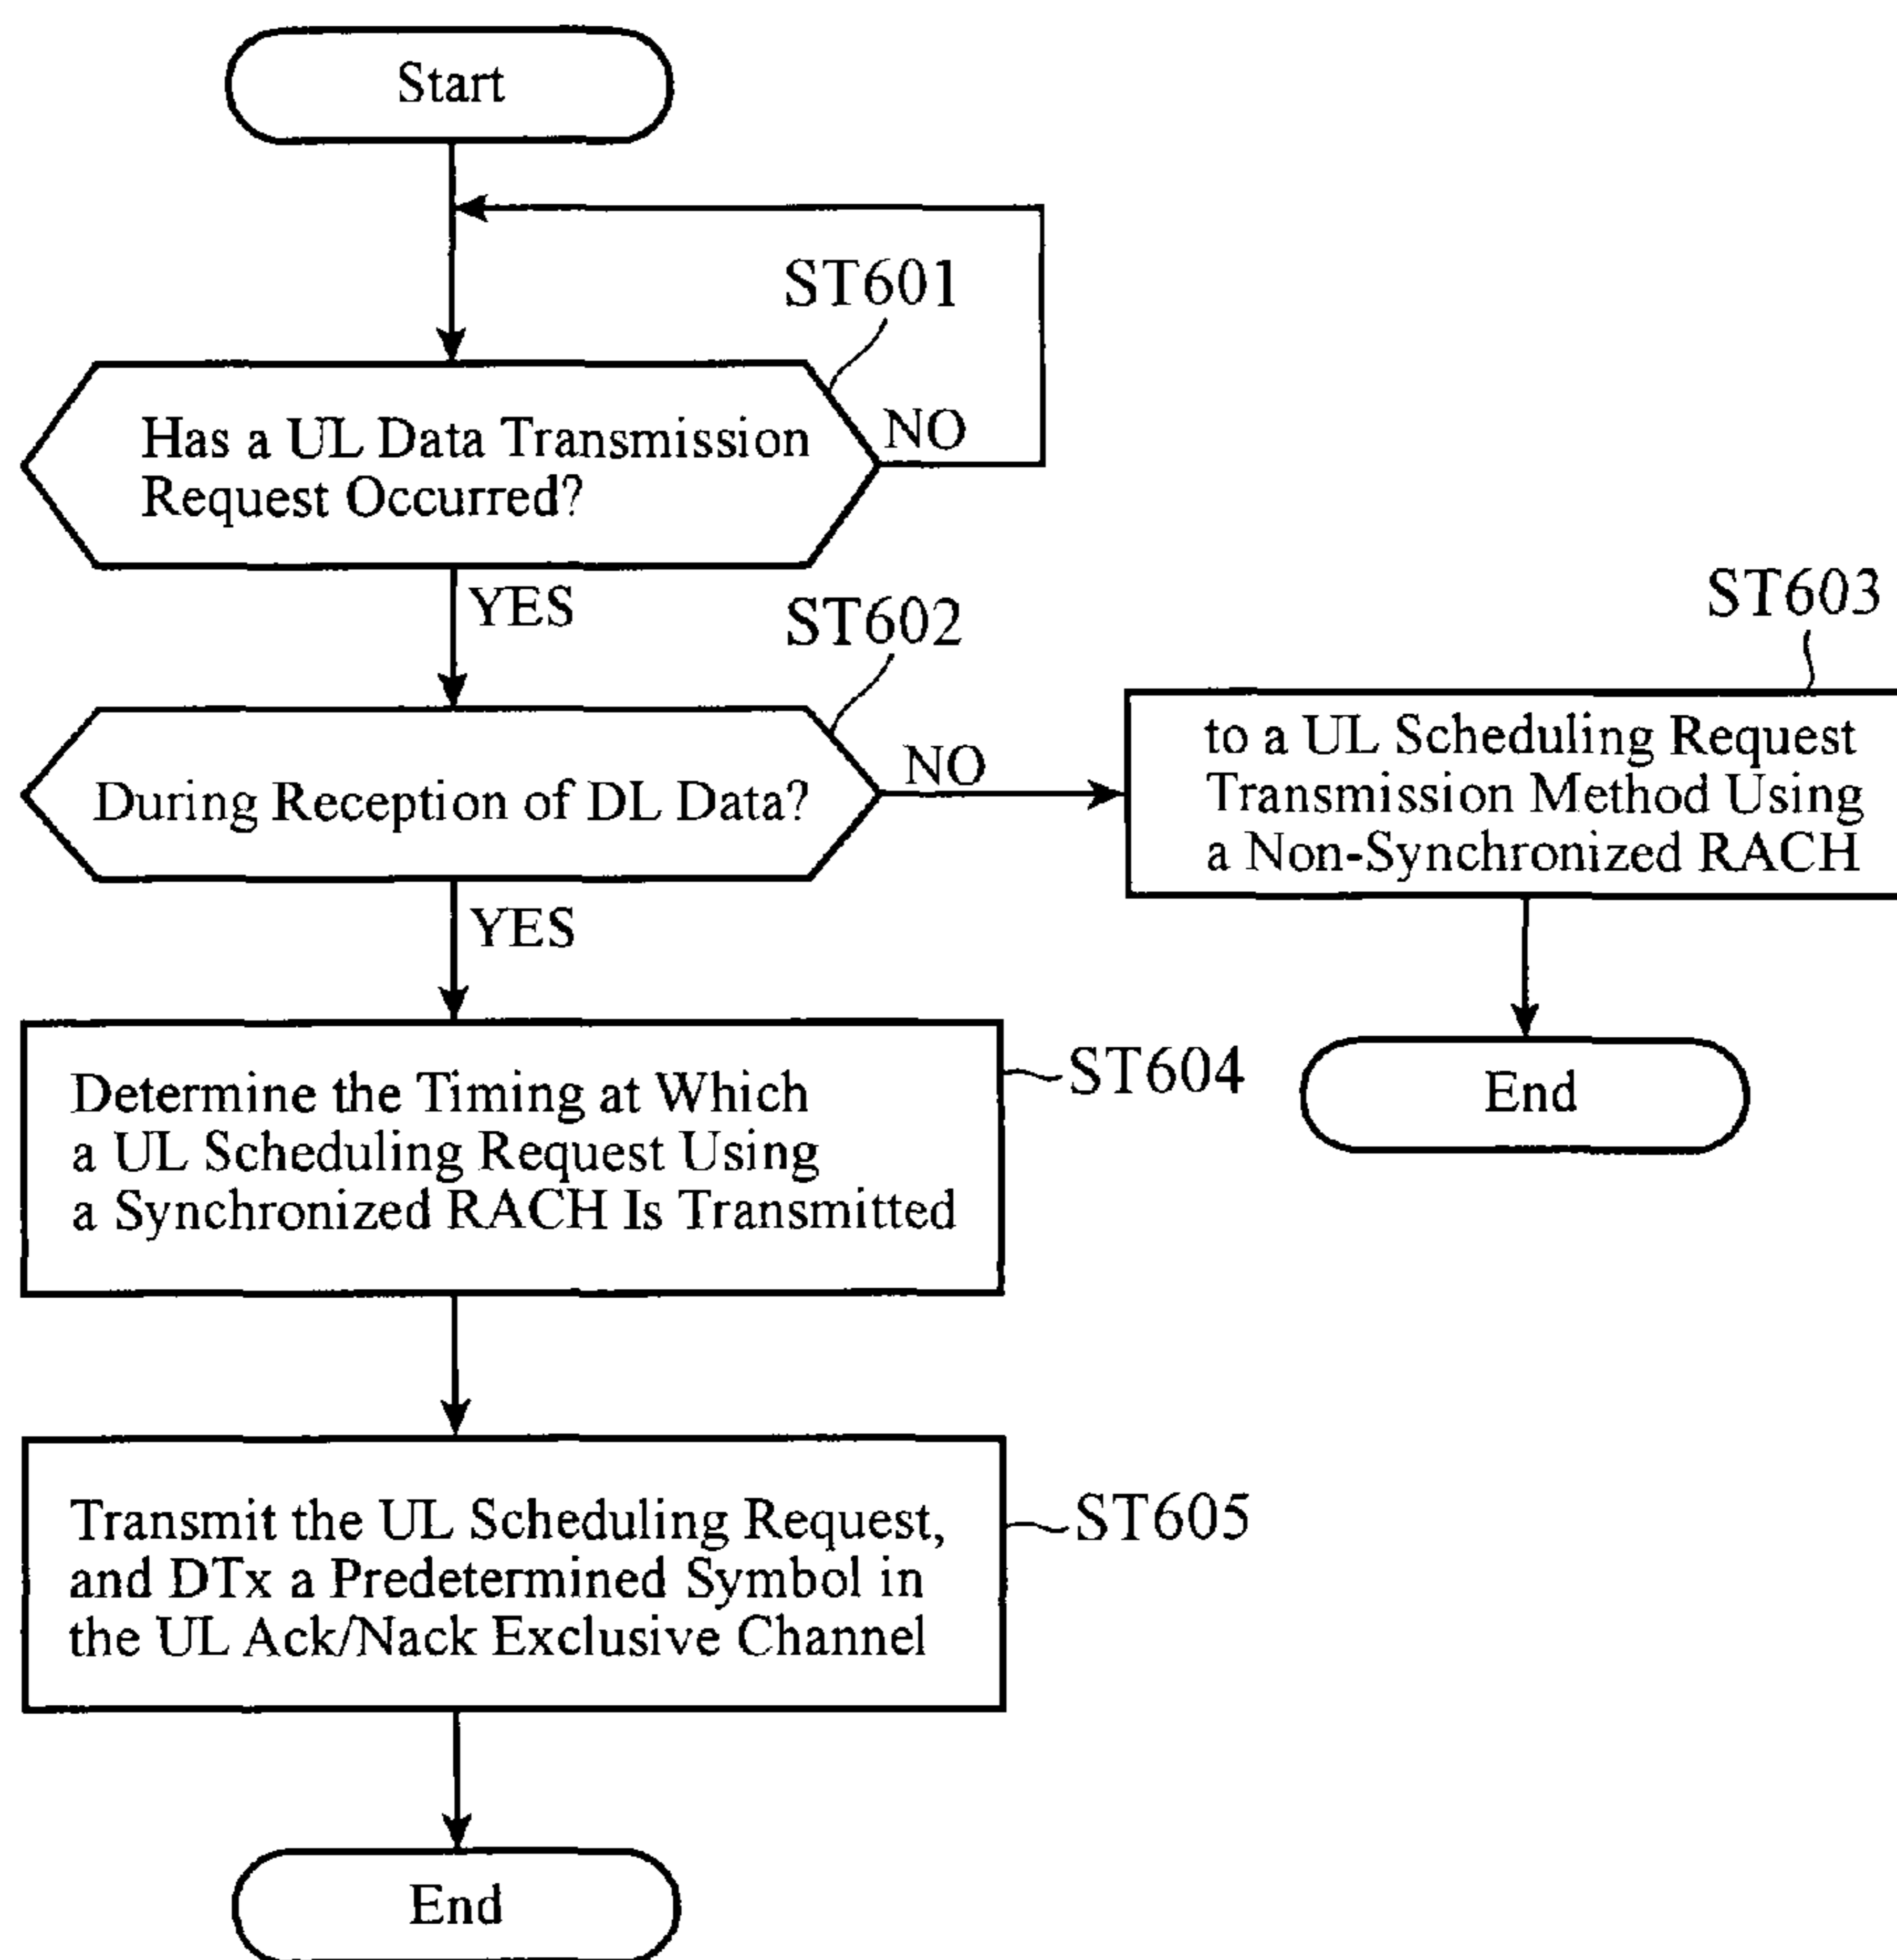 Start
ST601
Has a UL Data Transmission
Request Occurred?
NO
YES
ST602
During Reception of DL Data?
NO
ST603
to a UL Scheduling Request
Transmission Method Using
a Non-Synchronized RACH
End
YES
Determine the Timing at Which
a UL Scheduling Request Using
a Synchronized RACH Is Transmitted
ST604
Transmit the UL Scheduling Request,
and DTx a Predetermined Symbol in
the UL Ack/Nack Exclusive Channel
ST605
End